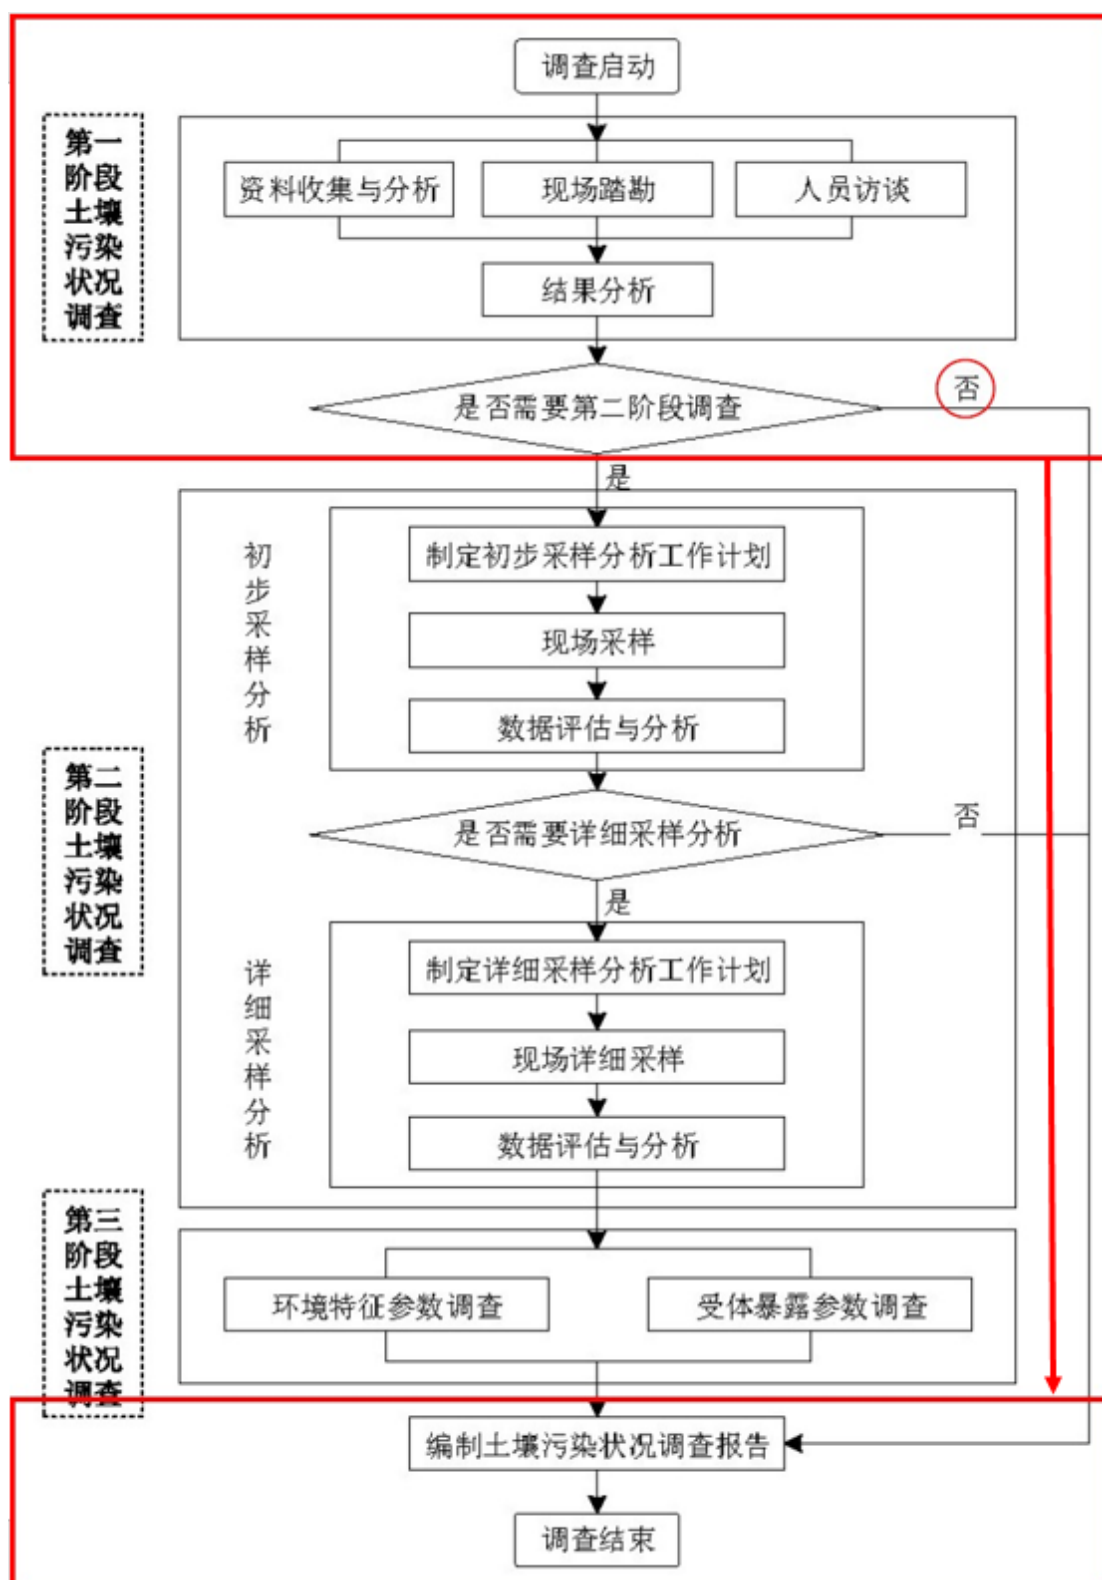 调查启动
第一
阶段
土壤
污染
状况
调查
资料收集与分析
现场踏勘
人员访谈
结果分析
是否需要第二阶段调查
否
是
初步采样分析
制定初步采样分析工作计划
现场采样
数据评估与分析
第二
阶段
土壤
污染
状况
调查
是否需要详细采样分析
否
是
详细采样分析
制定详细采样分析工作计划
现场详细采样
数据评估与分析
第三
阶段
土壤
污染
状况
调查
环境特征参数调查
受体暴露参数调查
编制土壤污染状况调查报告
调查结束